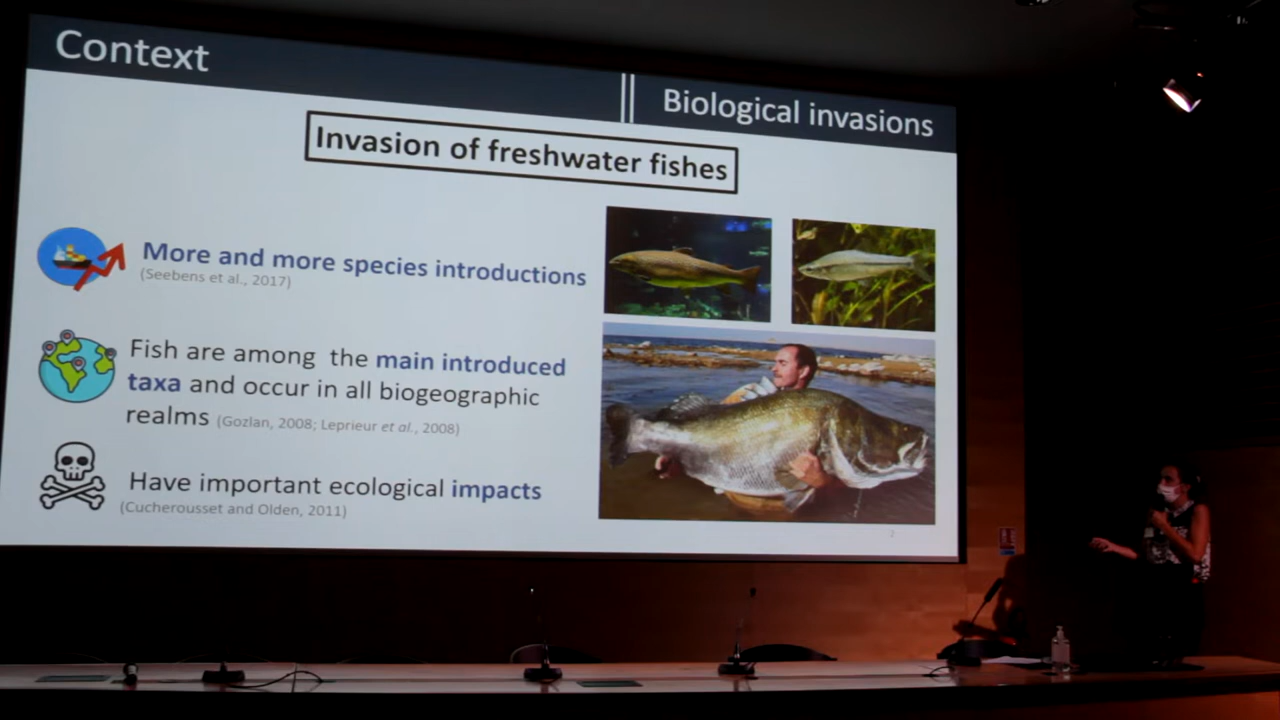 Context
Biological invasions
Invasion of freshwater fishes
More and more species introductions
(Seebens et al., 2017)
Fish are among the main introduced
taxa and occur in all biogeographic
realms (Gozlan, 2008; Leprieur et al., 2008)
Have important ecological impacts
(Cucherousset and Olden, 2011)
2